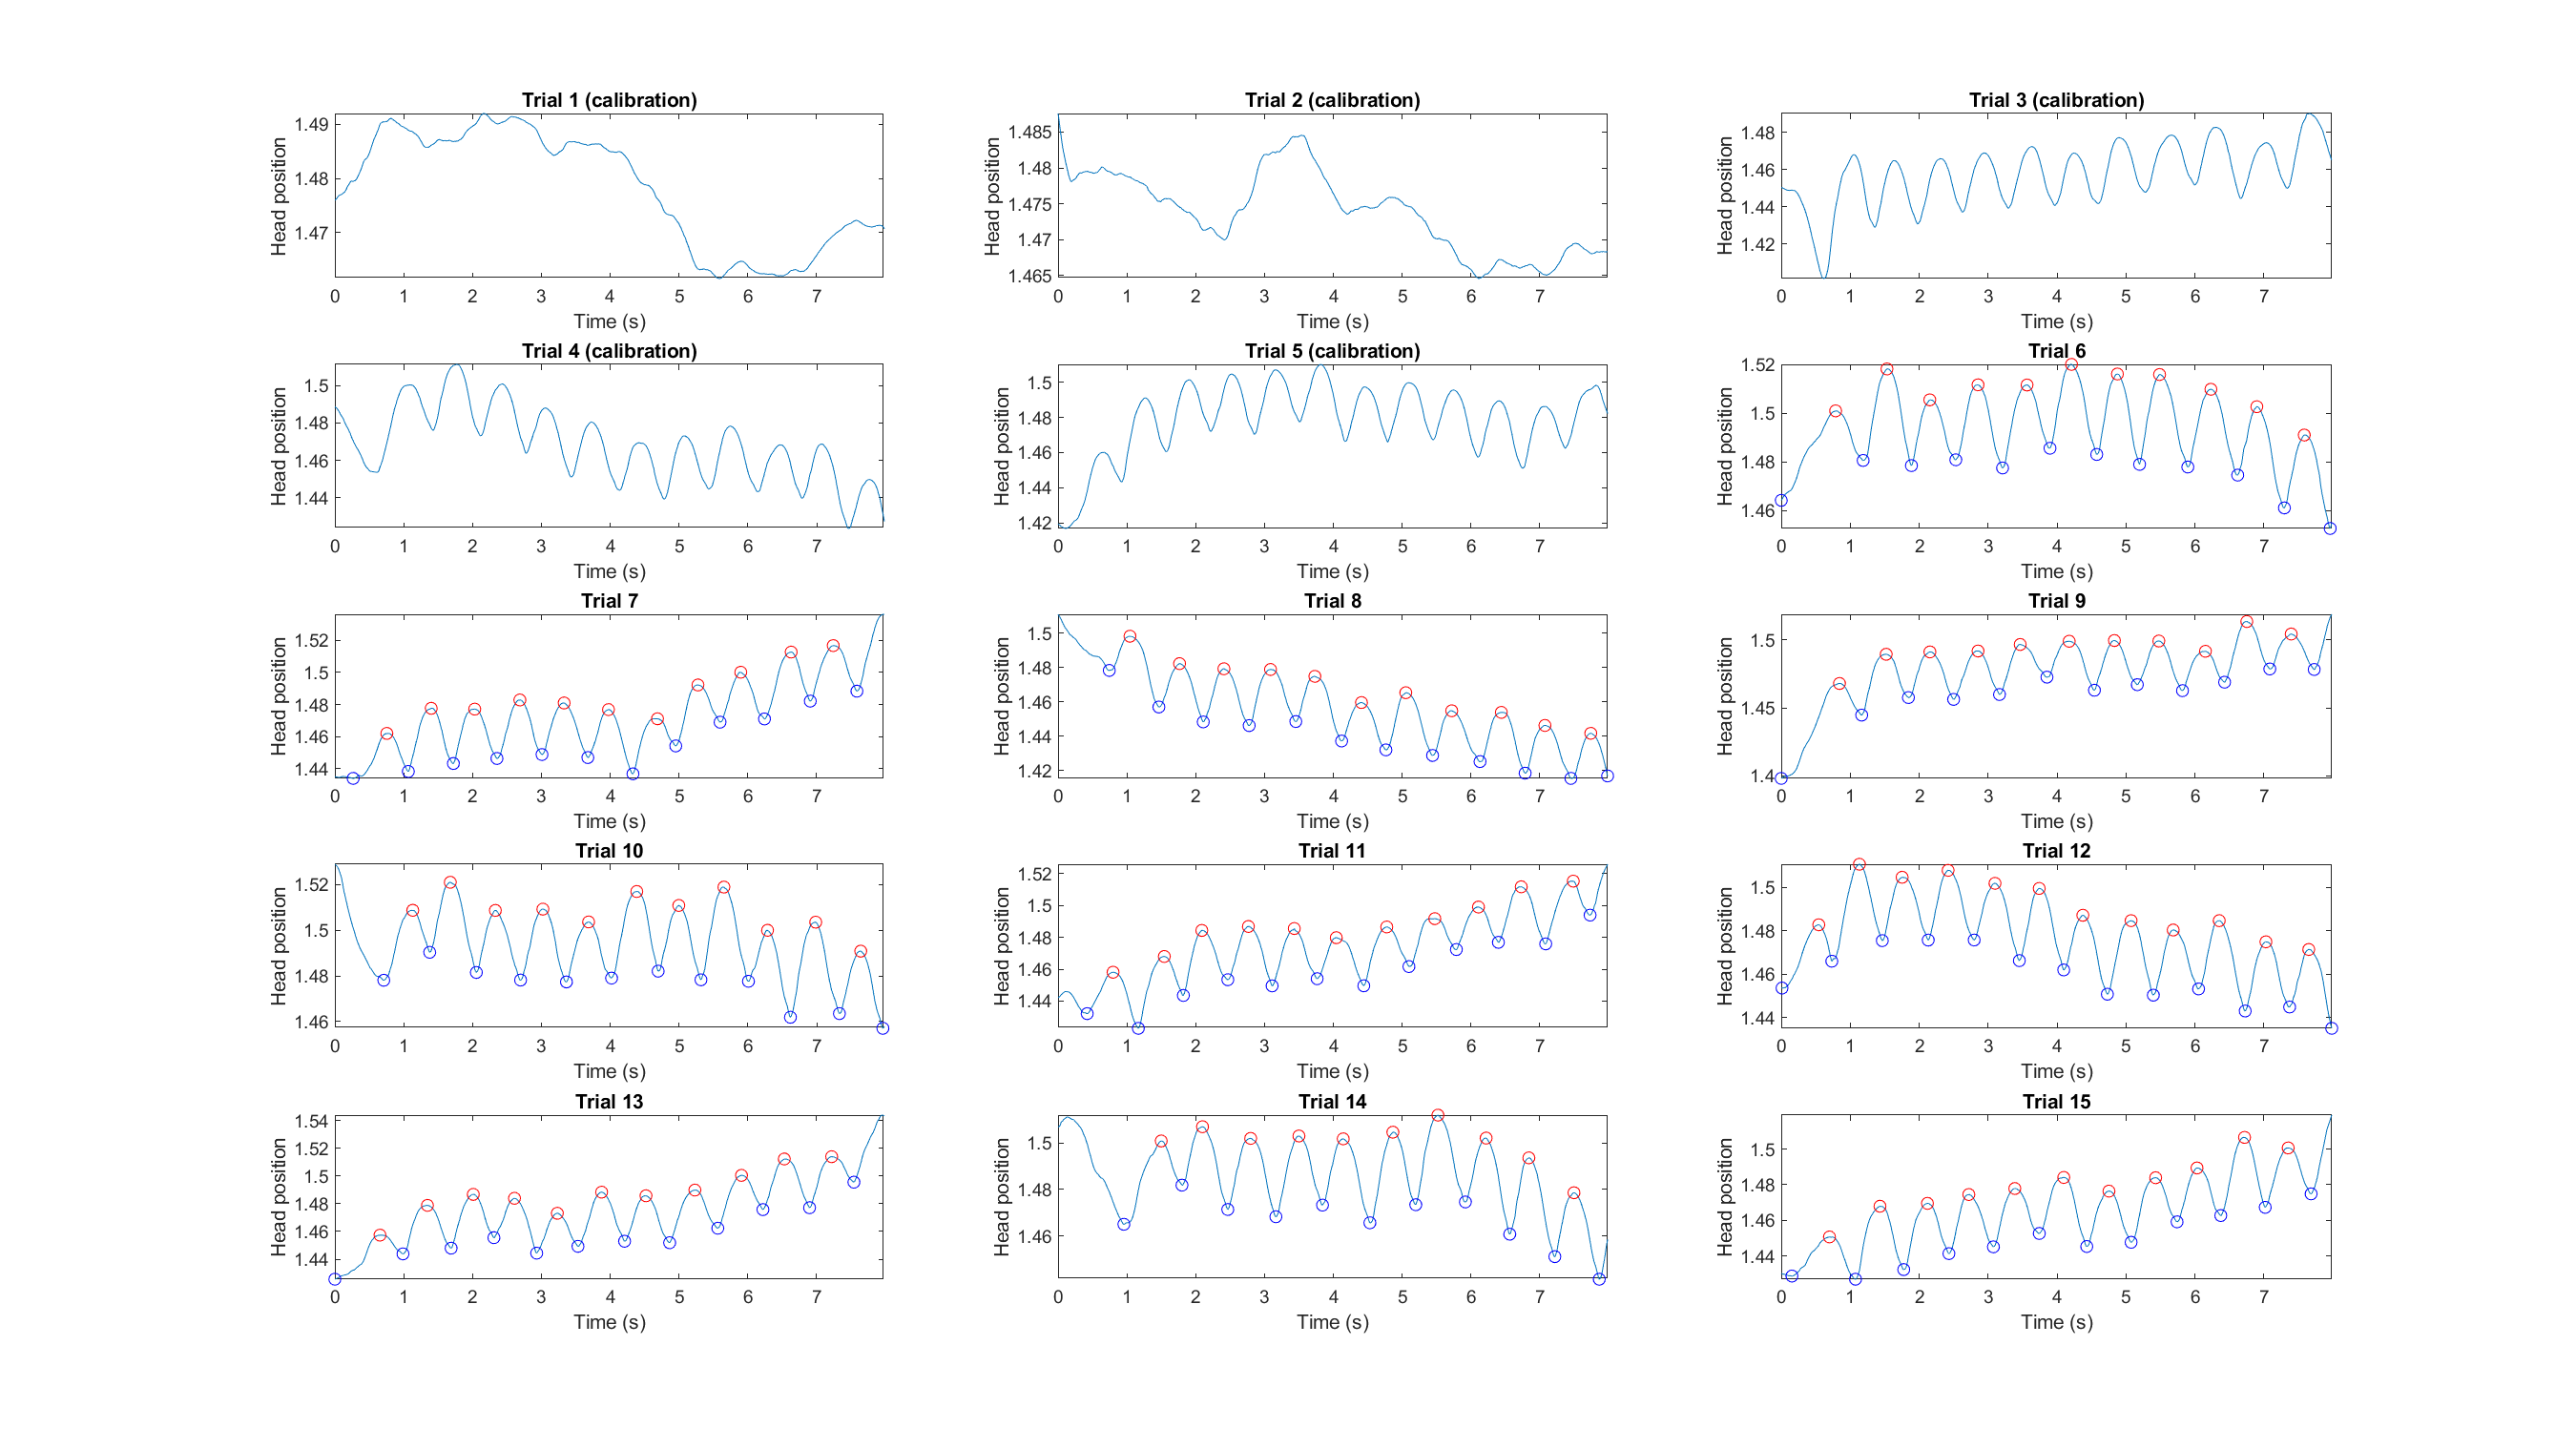 Trial 1 (calibration)
Head position
1.49
1.48
1.47
0 1 2 3 4 5 6 7
Time (s)
Trial 2 (calibration)
Head position
1.485
1.48
1.475
1.47
1.465
0 1 2 3 4 5 6 7
Time (s)
Trial 3 (calibration)
Head position
1.48
1.46
1.44
1.42
0 1 2 3 4 5 6 7
Time (s)
Trial 4 (calibration)
Head position
1.5
1.48
1.46
1.44
0 1 2 3 4 5 6 7
Time (s)
Trial 5 (calibration)
Head position
1.5
1.48
1.46
1.44
1.42
0 1 2 3 4 5 6 7
Time (s)
Trial 6
Head position
1.52
1.5
1.48
1.46
0 1 2 3 4 5 6 7
Time (s)
Trial 7
Head position
1.52
1.5
1.48
1.46
1.44
0 1 2 3 4 5 6 7
Time (s)
Trial 8
Head position
1.5
1.48
1.46
1.44
1.42
0 1 2 3 4 5 6 7
Time (s)
Trial 9
Head position
1.5
1.45
1.4
0 1 2 3 4 5 6 7
Time (s)
Trial 10
Head position
1.52
1.5
1.48
1.46
0 1 2 3 4 5 6 7
Time (s)
Trial 11
Head position
1.52
1.5
1.48
1.46
1.44
0 1 2 3 4 5 6 7
Time (s)
Trial 12
Head position
1.5
1.48
1.46
1.44
0 1 2 3 4 5 6 7
Time (s)
Trial 13
Head position
1.54
1.52
1.5
1.48
1.46
1.44
0 1 2 3 4 5 6 7
Time (s)
Trial 14
Head position
1.5
1.48
1.46
0 1 2 3 4 5 6 7
Time (s)
Trial 15
Head position
1.5
1.48
1.46
1.44
0 1 2 3 4 5 6 7
Time (s)